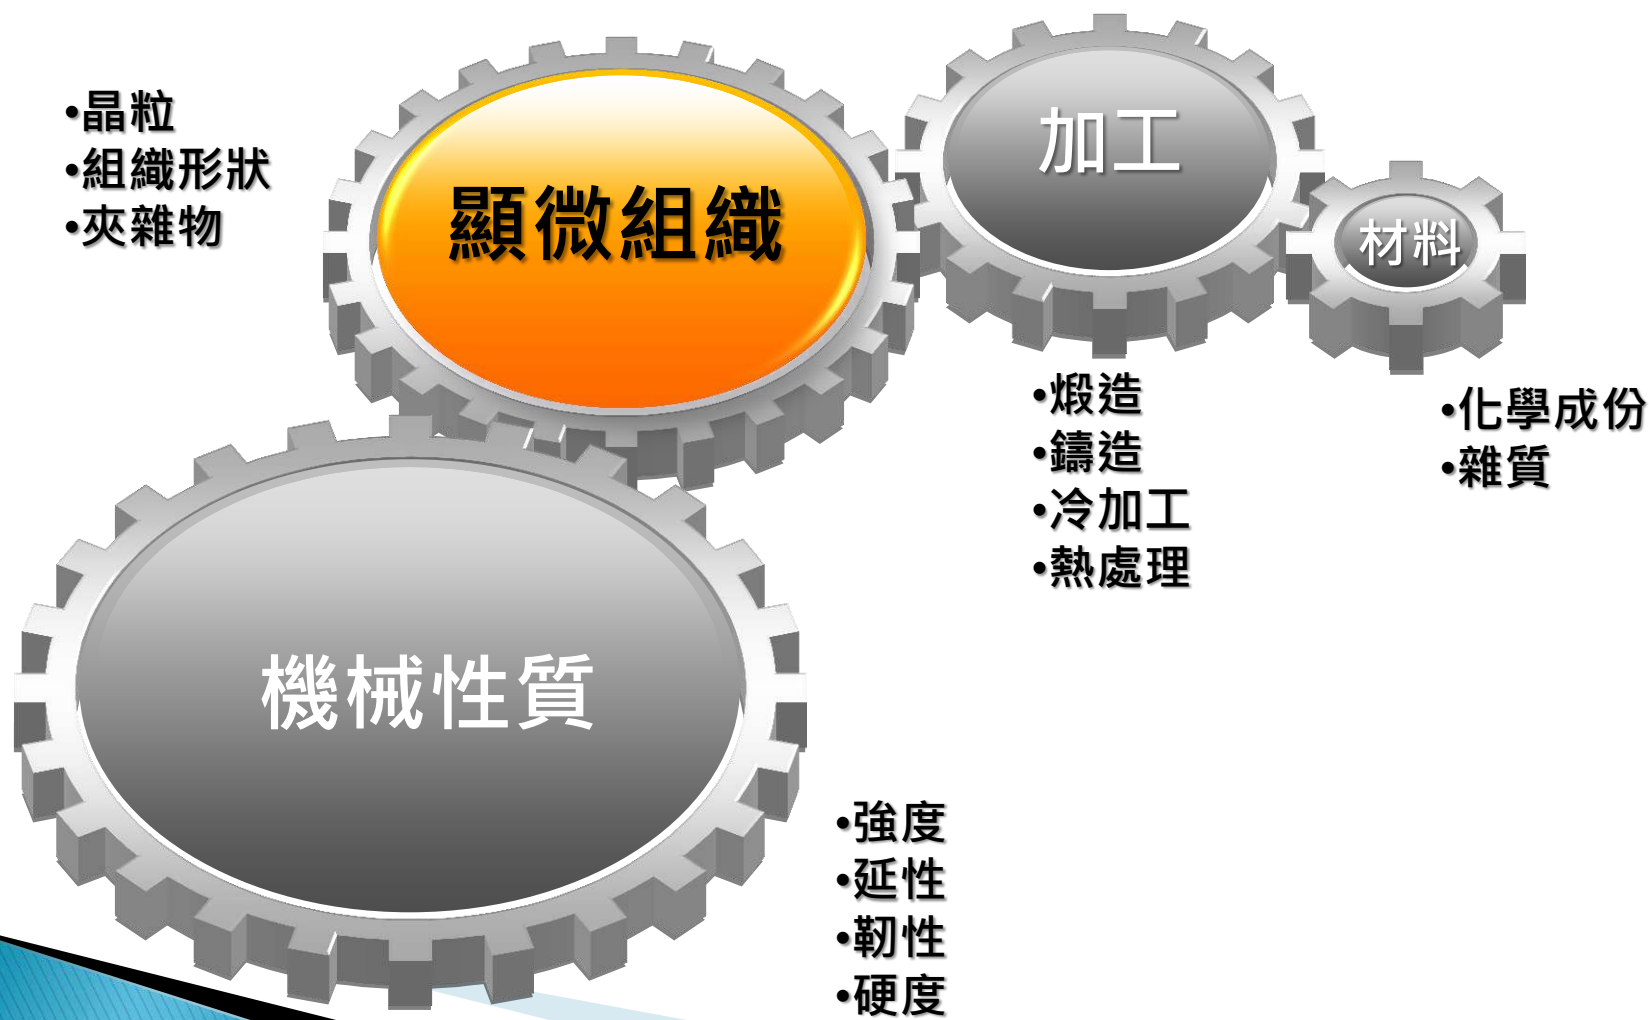 •晶粒
•組織形狀
•夾雜物
顯微組織
加工
材料
•煅造
•鑄造
•冷加工
•熱處理
•化學成份
•雜質
機械性質
•強度
•延性
•韌性
•硬度